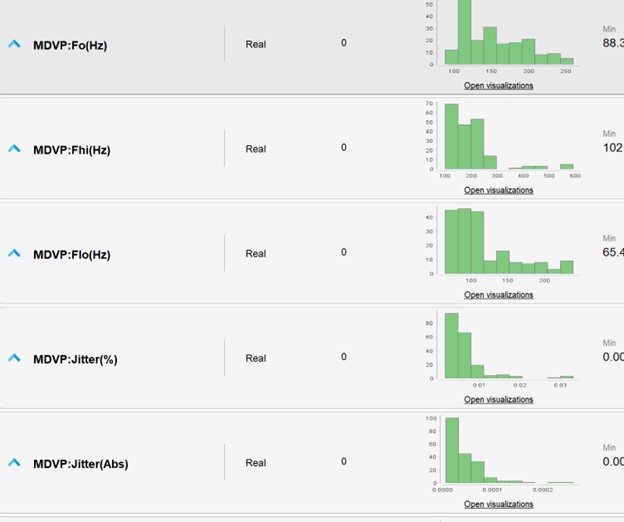 50
40
30
20
10
0
MDVP:Fo(Hz)
Real
0
100 150 200 250
Open visualizations
Min
88.3
70
60
50
40
30
20
10
0
MDVP:Fhi(Hz)
Real
0
100 200 300 400 500 600
Open visualizations
Min
102
40
30
20
10
0
MDVP:Flo(Hz)
Real
0
100 150 200
Open visualizations
Min
65.4
80
60
40
20
0
MDVP:Jitter(%)
Real
0
0.01 0.02 0.03
Open visualizations
Min
0.00
100
80
60
40
20
0
MDVP:Jitter(Abs)
Real
0
0.0000 0.0001 0.0002
Open visualizations
Min
0.00